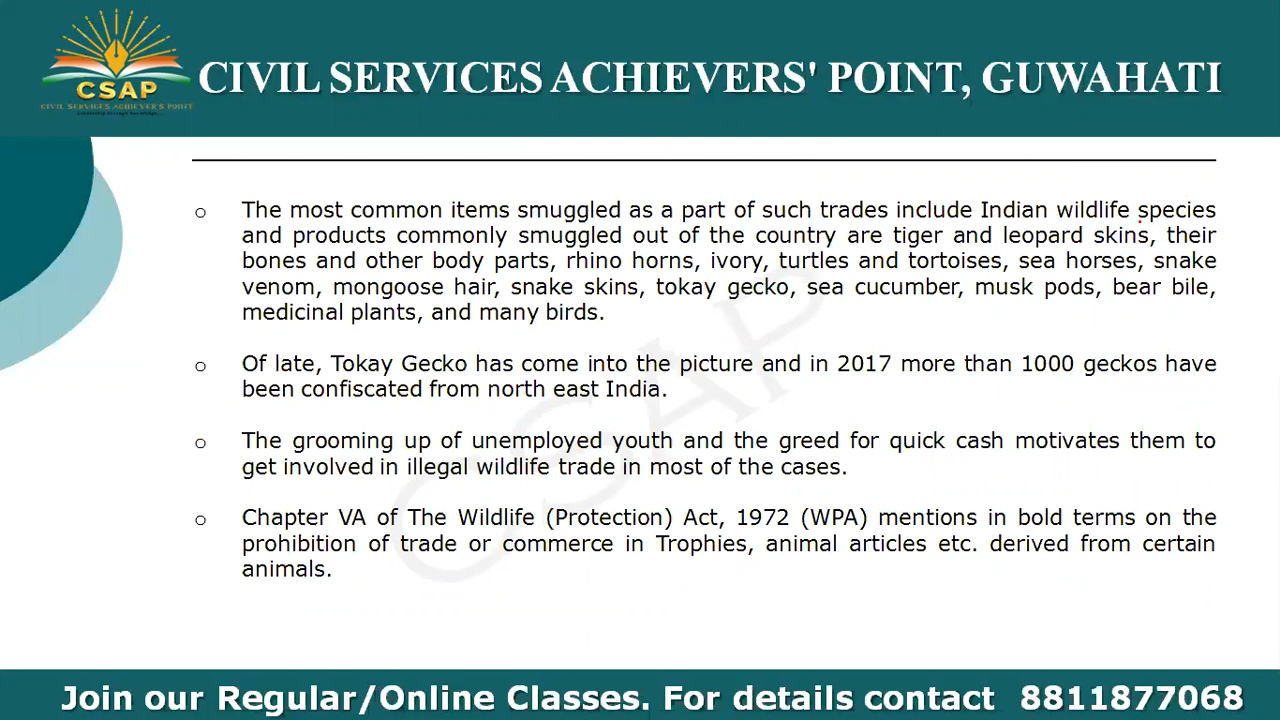 CSAP
CIVIL SERVICES ACHIEVER'S POINT
CIVIL SERVICES ACHIEVERS' POINT, GUWAHATI
o The most common items smuggled as a part of such trades include Indian wildlife species
and products commonly smuggled out of the country are tiger and leopard skins, their
bones and other body parts, rhino horns, ivory, turtles and tortoises, sea horses, snake
venom, mongoose hair, snake skins, tokay gecko, sea cucumber, musk pods, bear bile,
medicinal plants, and many birds.
o Of late, Tokay Gecko has come into the picture and in 2017 more than 1000 geckos have
been confiscated from north east India.
o The grooming up of unemployed youth and the greed for quick cash motivates them to
get involved in illegal wildlife trade in most of the cases.
o Chapter VA of The Wildlife (Protection) Act, 1972 (WPA) mentions in bold terms on the
prohibition of trade or commerce in Trophies, animal articles etc. derived from certain
animals.
CSAP
Join our Regular/Online Classes. For details contact 8811877068